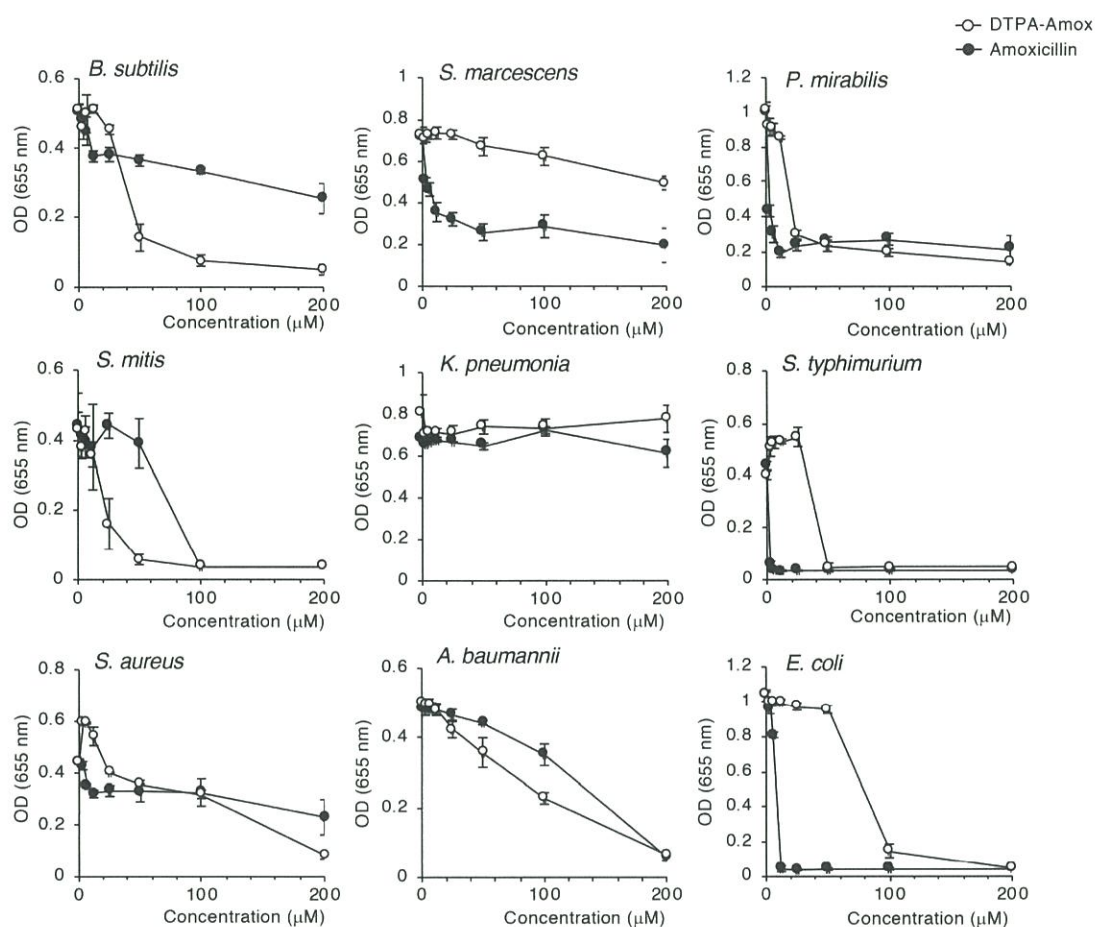 DTPA-Amox
Amoxicillin
B. subtilis
0.6
0.4
0.2
0
OD (655 nm)
0
100
200
Concentration (μM)
S. marcescens
1
0.8
0.6
0.4
0.2
0
OD (655 nm)
0
100
200
Concentration (μM)
P. mirabilis
1.2
1
0.8
0.6
0.4
0.2
0
OD (655 nm)
0
100
200
Concentration (μM)
S. mitis
0.6
0.4
0.2
0
OD (655 nm)
0
100
200
Concentration (μM)
K. pneumonia
1
0.8
0.6
0.4
0.2
0
OD (655 nm)
0
100
200
Concentration (μM)
S. typhimurium
0.8
0.6
0.4
0.2
0
OD (655 nm)
0
100
200
Concentration (μM)
S. aureus
0.8
0.6
0.4
0.2
0
OD (655 nm)
0
100
200
Concentration (μM)
A. baumannii
0.6
0.4
0.2
0
OD (655 nm)
0
100
200
Concentration (μM)
E. coli
1.2
1
0.8
0.6
0.4
0.2
0
OD (655 nm)
0
100
200
Concentration (μM)